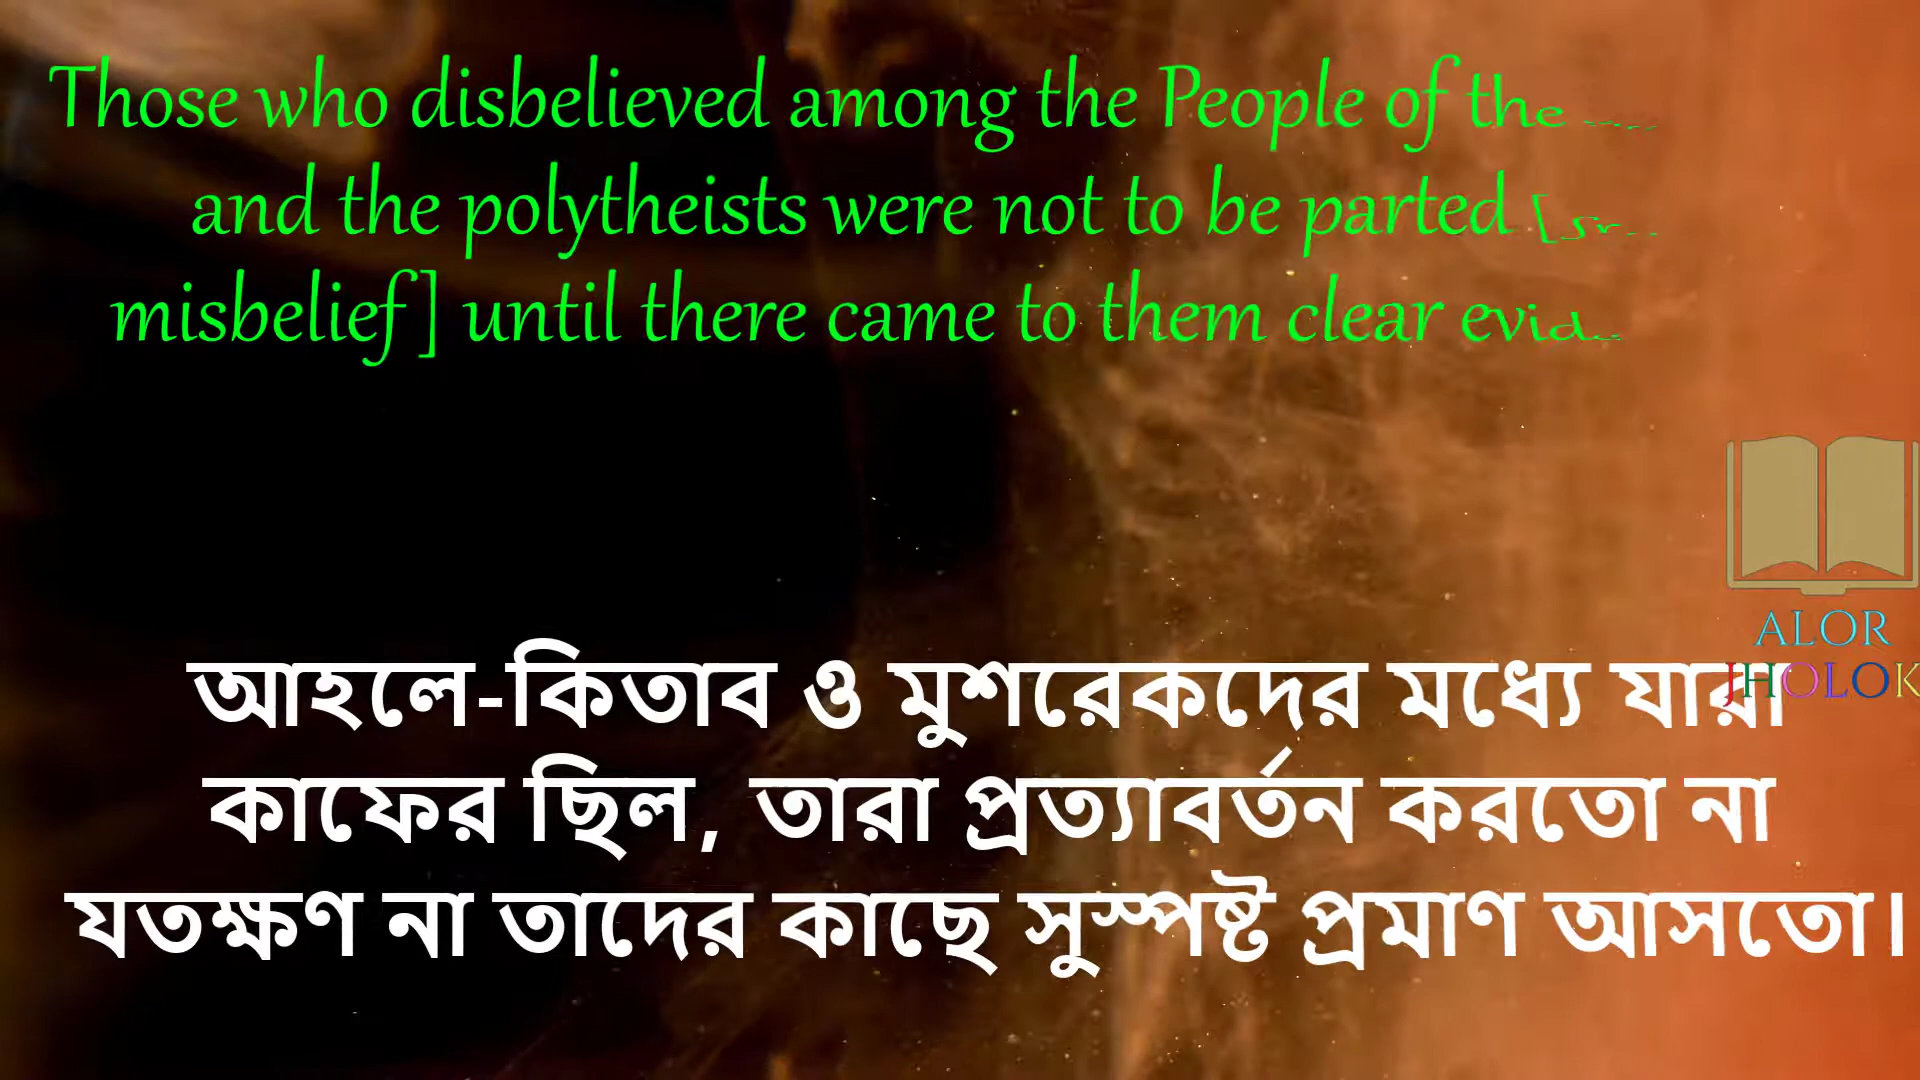 Those who disbelieved among the People of the
and the polytheists were not to be parted
misbelief] until there came to them clear
আহলে-কিতাব ও মুশরেকদের মধ্যে যারা
কাফের ছিল, তারা প্রত্যাবর্তন করতো না
যতক্ষণ না তাদের কাছে সুস্পষ্ট প্রমাণ আসতো।
ALOR
JHOLOK